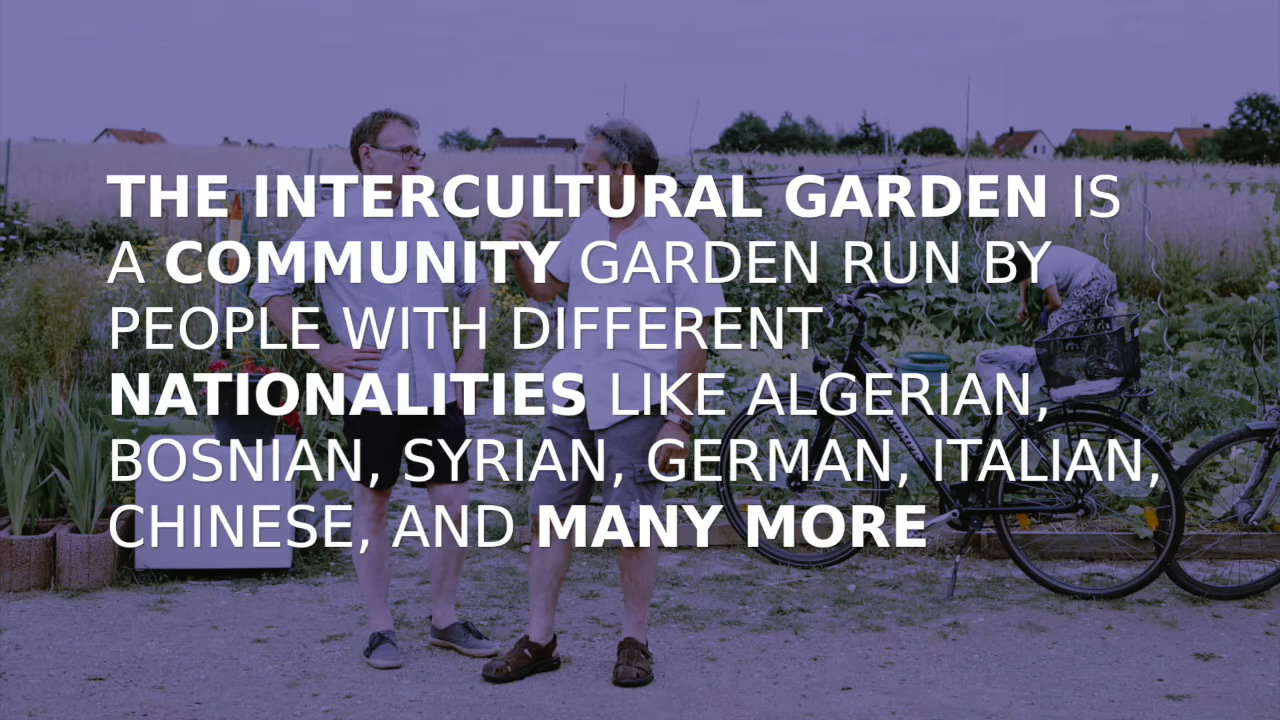 THE INTERCULTURAL GARDEN IS
A COMMUNITY GARDEN RUN BY
PEOPLE WITH DIFFERENT
NATIONALITIES LIKE ALGERIAN,
BOSNIAN, SYRIAN, GERMAN, ITALIAN,
CHINESE, AND MANY MORE